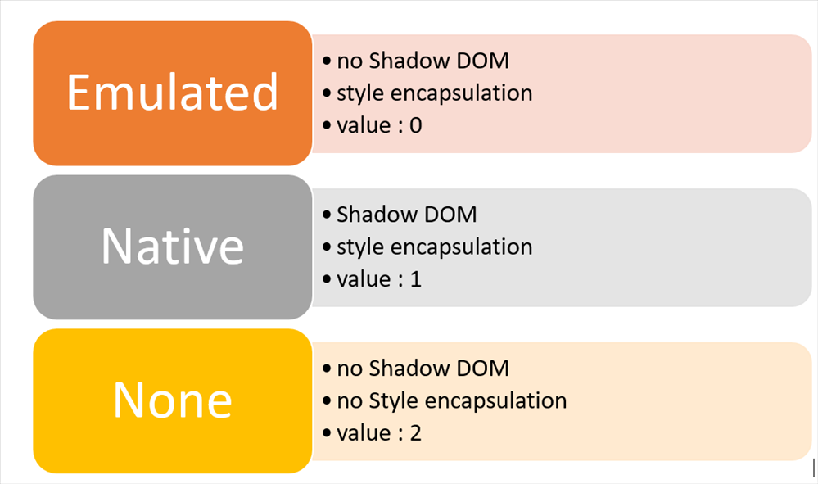 Emulated
• no Shadow DOM
• style encapsulation
• value : 0
Native
• Shadow DOM
• style encapsulation
• value : 1
None
• no Shadow DOM
• no Style encapsulation
• value : 2